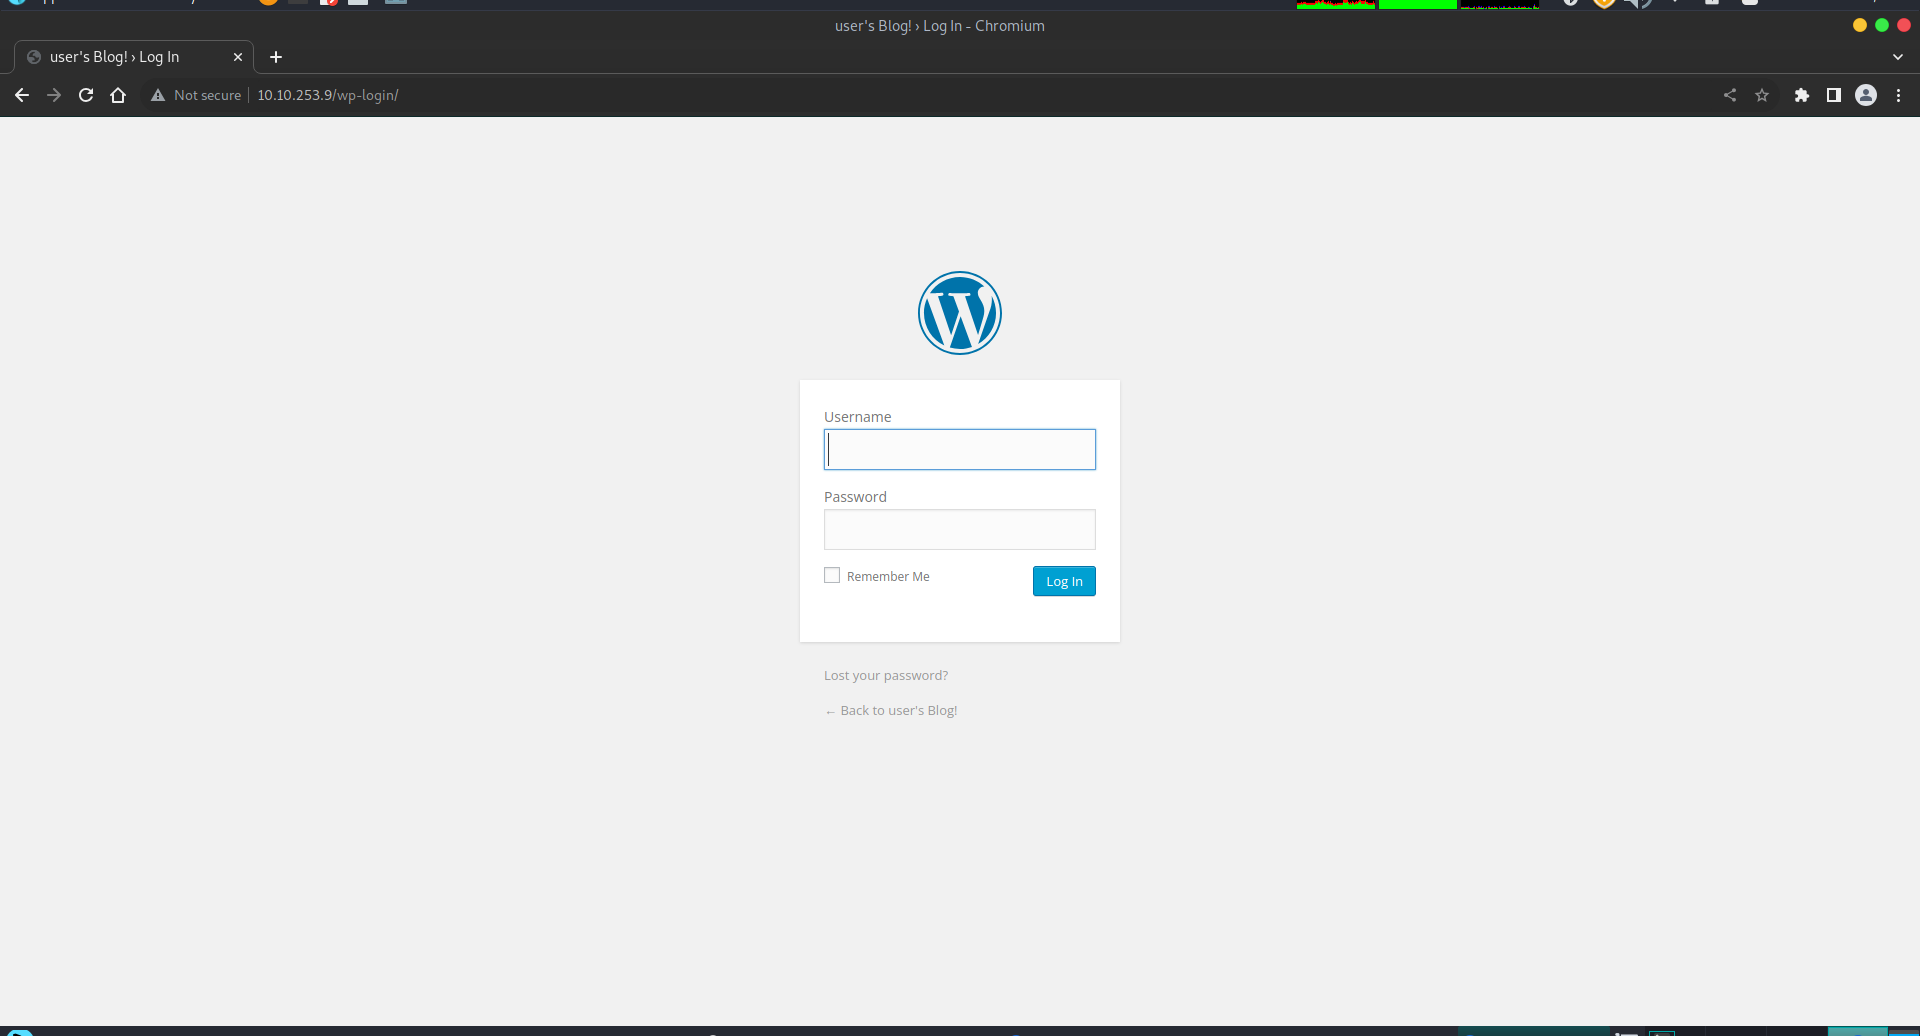 user's Blog! › Log In - Chromium
user's Blog! › Log In
Not secure
10.10.253.9/wp-login/
Username
Password
Remember Me
Log In
Lost your password?
← Back to user's Blog!